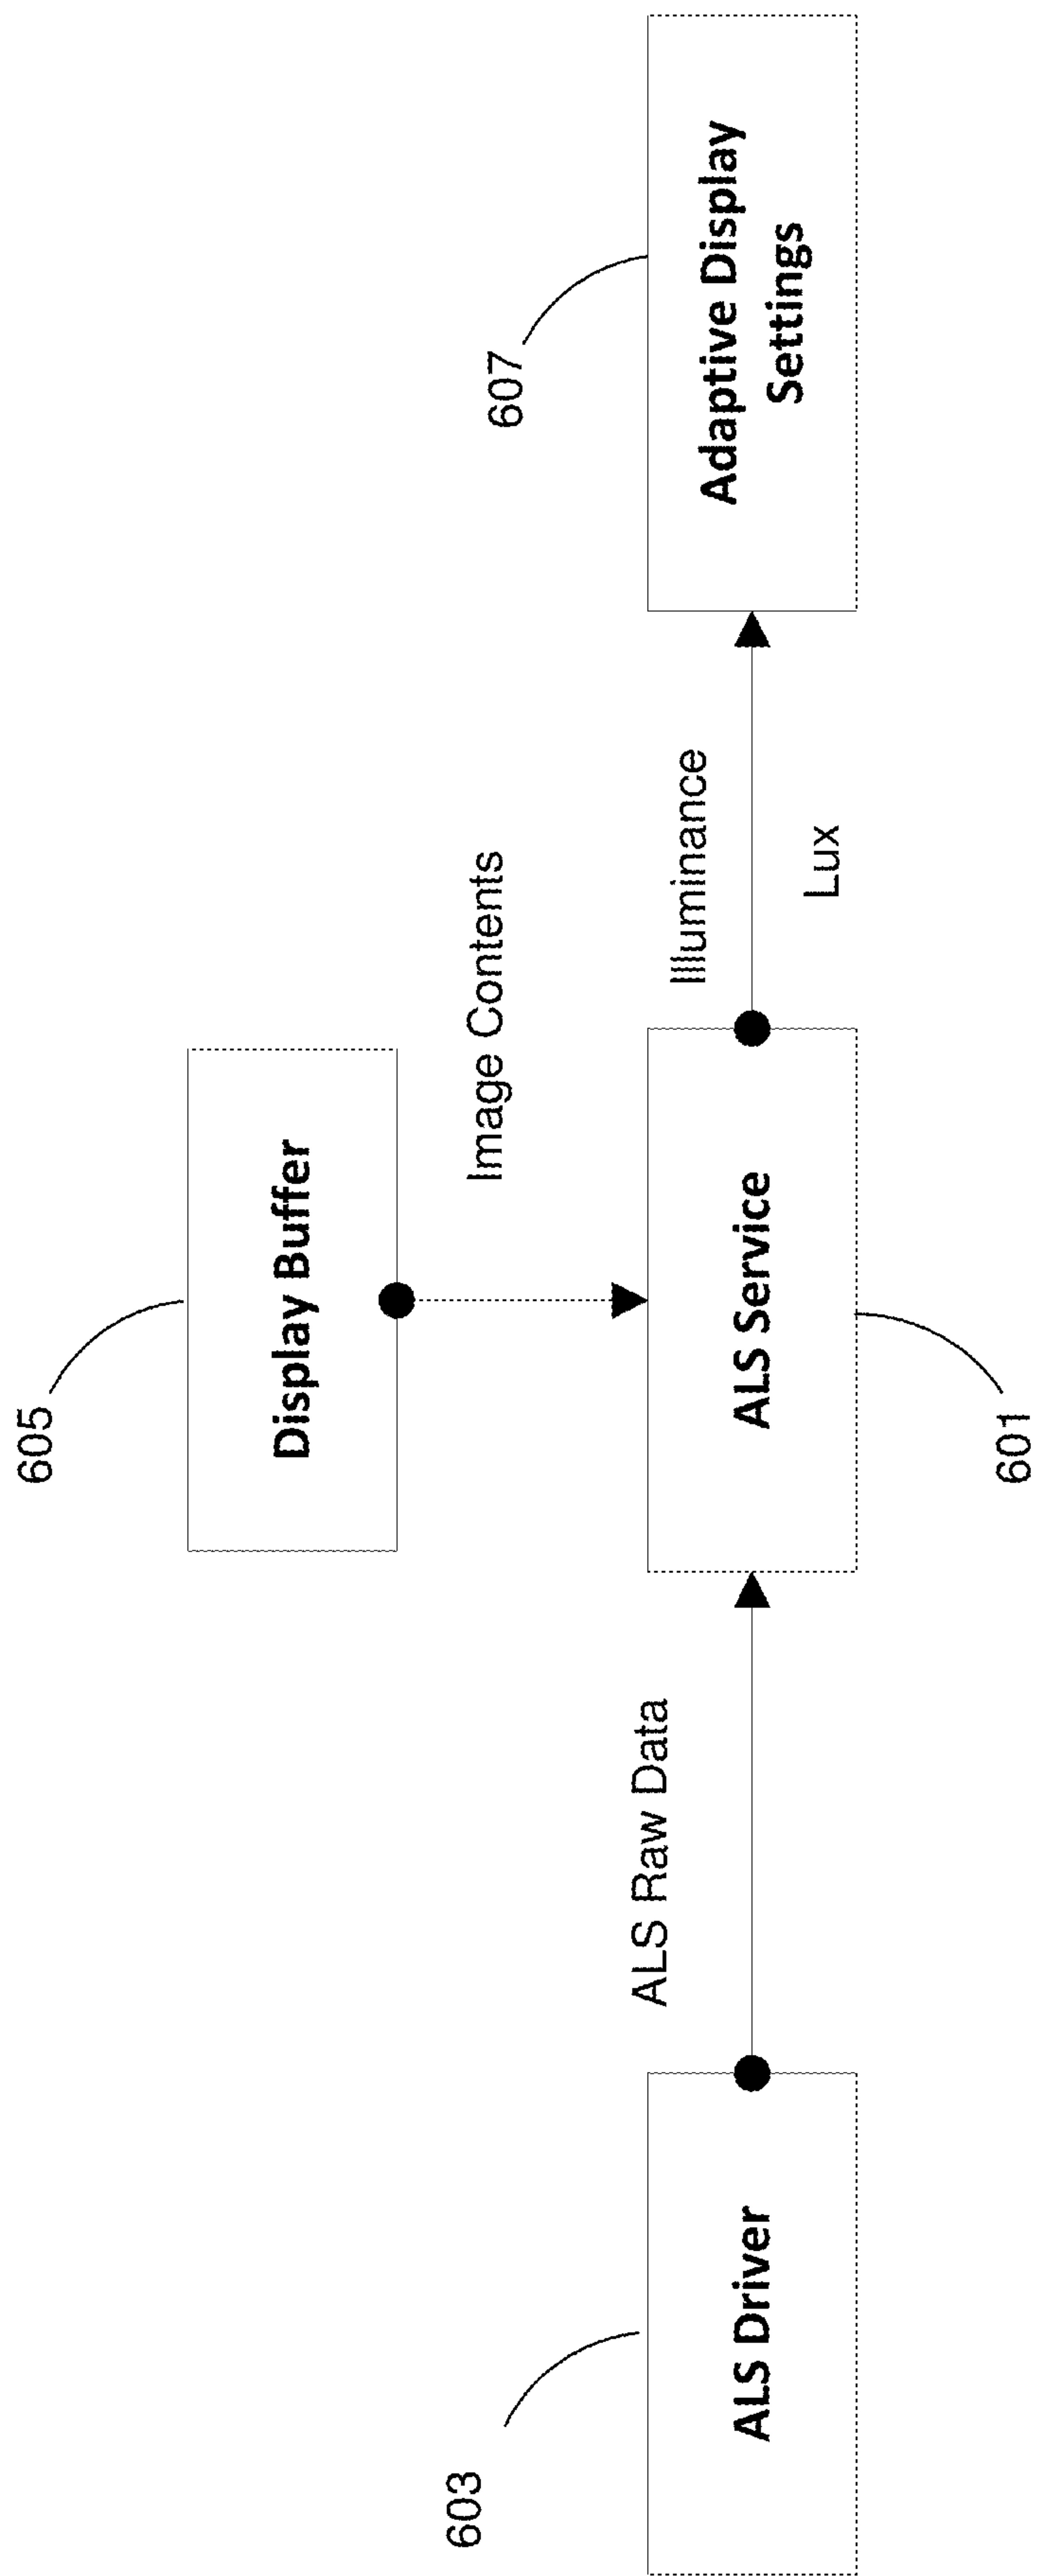 605
Display Buffer
Image Contents
603
ALS Driver
ALS Raw Data
ALS Service
601
Illuminance
Lux
607
Adaptive Display
Settings